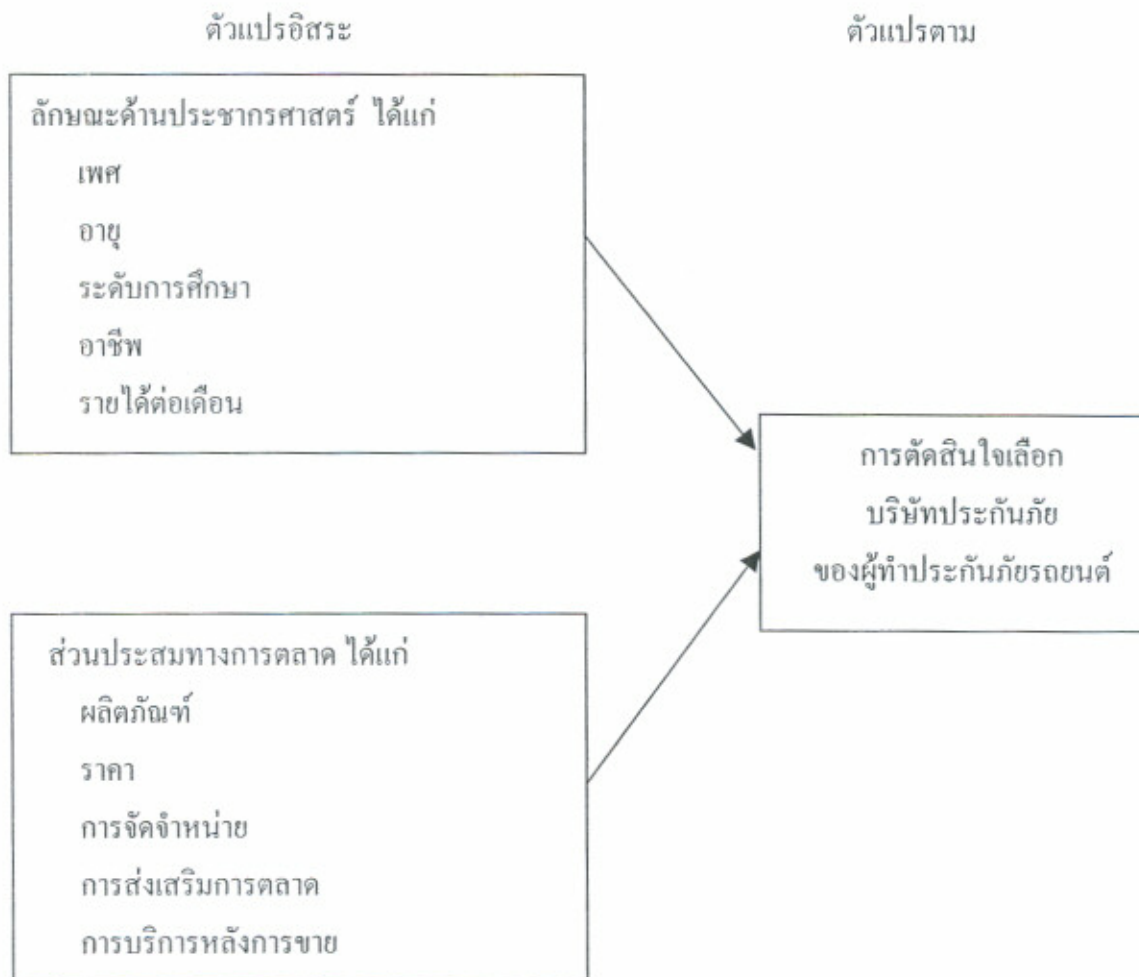 ตัวแปรอิสระ
ตัวแปรตาม
ลักษณะด้านประชากรศาสตร์ ได้แก่
เพศ
อายุ
ระดับการศึกษา
อาชีพ
รายได้ต่อเดือน
การตัดสินใจเลือก
บริษัทประกันภัย
ของผู้ทำประกันภัยรถยนต์
ส่วนประสมทางการตลาด ได้แก่
ผลิตภัณฑ์
ราคา
การจัดจำหน่าย
การส่งเสริมการตลาด
การบริการหลังการขาย